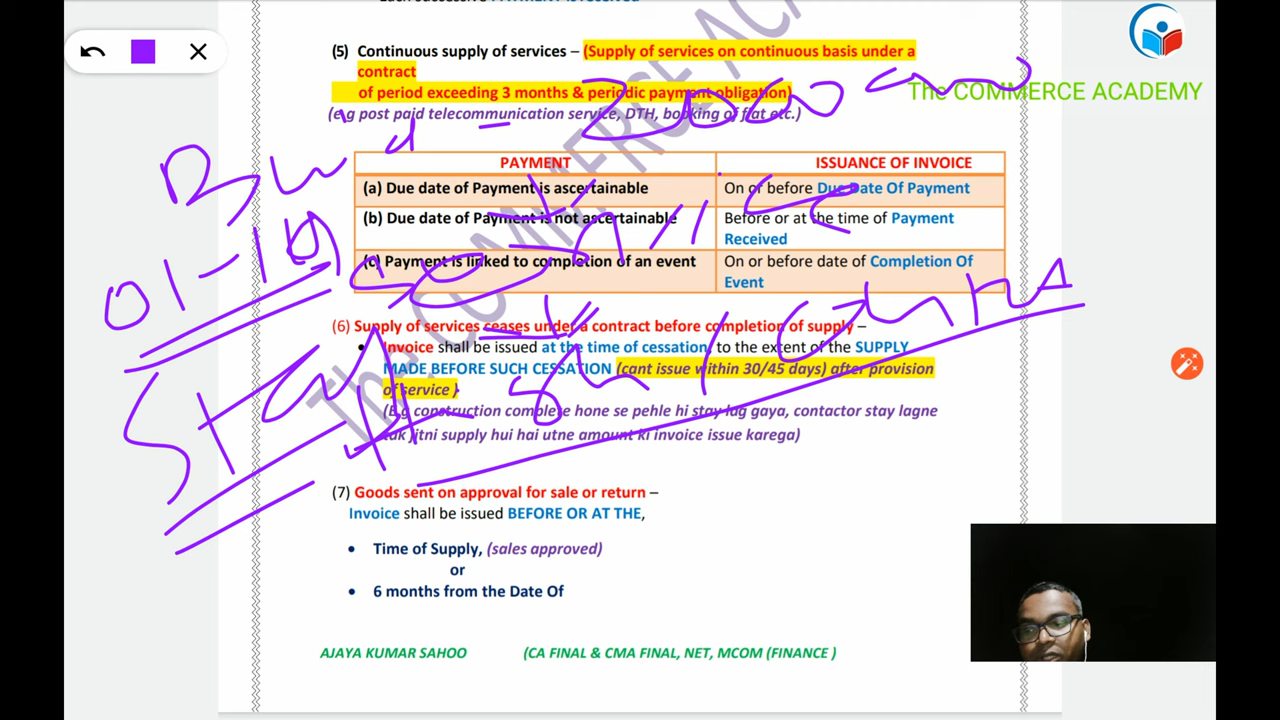 (5) Continuous supply of services – (Supply of services on continuous basis under a
contract
of period exceeding 3 months & periodic payment obligation)
(e.g post paid telecommunication service, DTH, booking of flat etc.)
The COMMERCE ACADEMY
PAYMENT ISSUANCE OF INVOICE
(a) Due date of Payment is ascertainable On or before Due Date Of Payment
(b) Due date of Payment is not ascertainable Before or at the time of Payment
Received
(c) Payment is linked to completion of an event On or before date of Completion Of
Event
(6) Supply of services ceases under a contract before completion of supply –
• Invoice shall be issued at the time of cessation, to the extent of the SUPPLY
MADE BEFORE SUCH CESSATION (cant issue within 30/45 days) after provision
of service }
(E.g construction complete hone se pehle hi stay lag gaya, contactor stay lagne
tak jitni supply hui hai utne amount ki invoice issue karega)
(7) Goods sent on approval for sale or return –
Invoice shall be issued BEFORE OR AT THE,
• Time of Supply, (sales approved)
or
• 6 months from the Date Of
AJAYA KUMAR SAHOO (CA FINAL & CMA FINAL, NET, MCOM (FINANCE )
The COMMERCE ACA
Stay